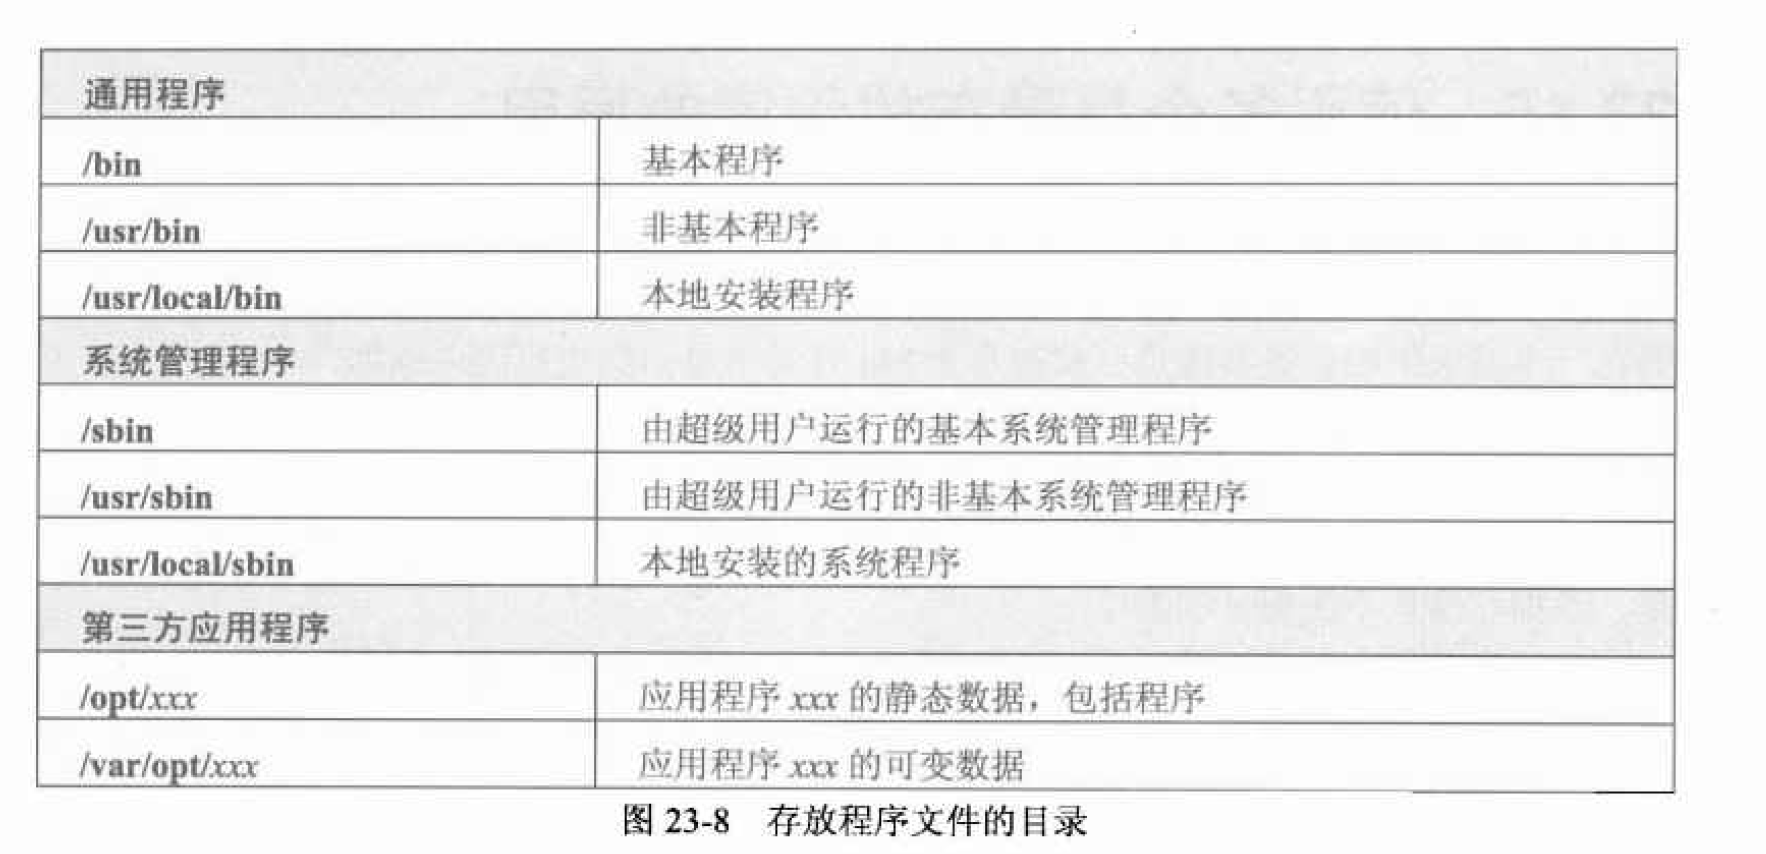 通用程序
/bin 基本程序
/usr/bin 非基本程序
/usr/local/bin 本地安装程序
系统管理程序
/sbin 由超级用户运行的基本系统管理程序
/usr/sbin 由超级用户运行的非基本系统管理程序
/usr/local/sbin 本地安装的系统程序
第三方应用程序
/opt/xxx 应用程序 xxx 的静态数据，包括程序
/var/opt/xxx 应用程序 xxx 的可变数据
图 23-8 存放程序文件的目录